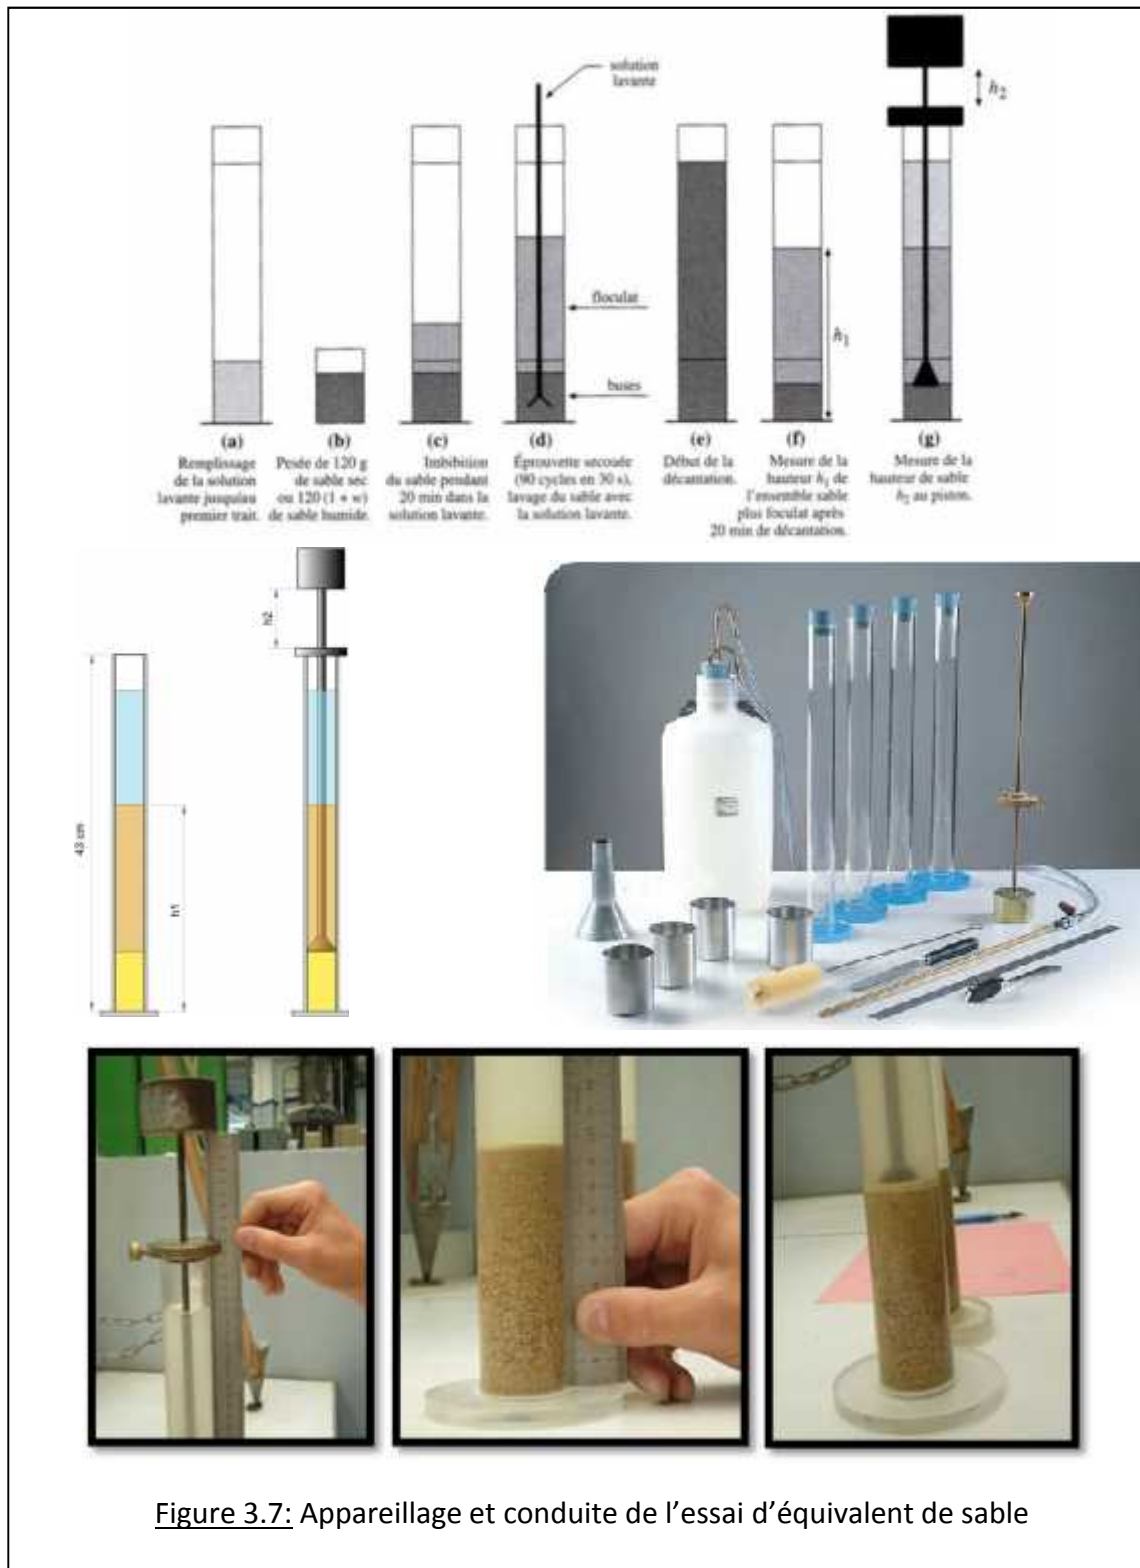 solution
lavante
h2
floculat
h1
buses
(a)
Remplissage
de la solution
lavante jusqu'au
premier trait.
(b)
Pesée de 120 g
de sable sec
ou 120 (1 + w)
de sable humide.
(c)
Imbibition
du sable pendant
20 min dans la
solution lavante.
(d)
Éprouvette secouée
(90 cycles en 30 s),
lavage du sable avec
la solution lavante.
(e)
Début de la
décantation.
(f)
Mesure de la
hauteur h1 de
l'ensemble sable
plus foculat après
20 min de décantation.
(g)
Mesure de la
hauteur de sable
h2 au piston.
h2
43 cm
h1
Figure 3.7: Appareillage et conduite de l'essai d'équivalent de sable